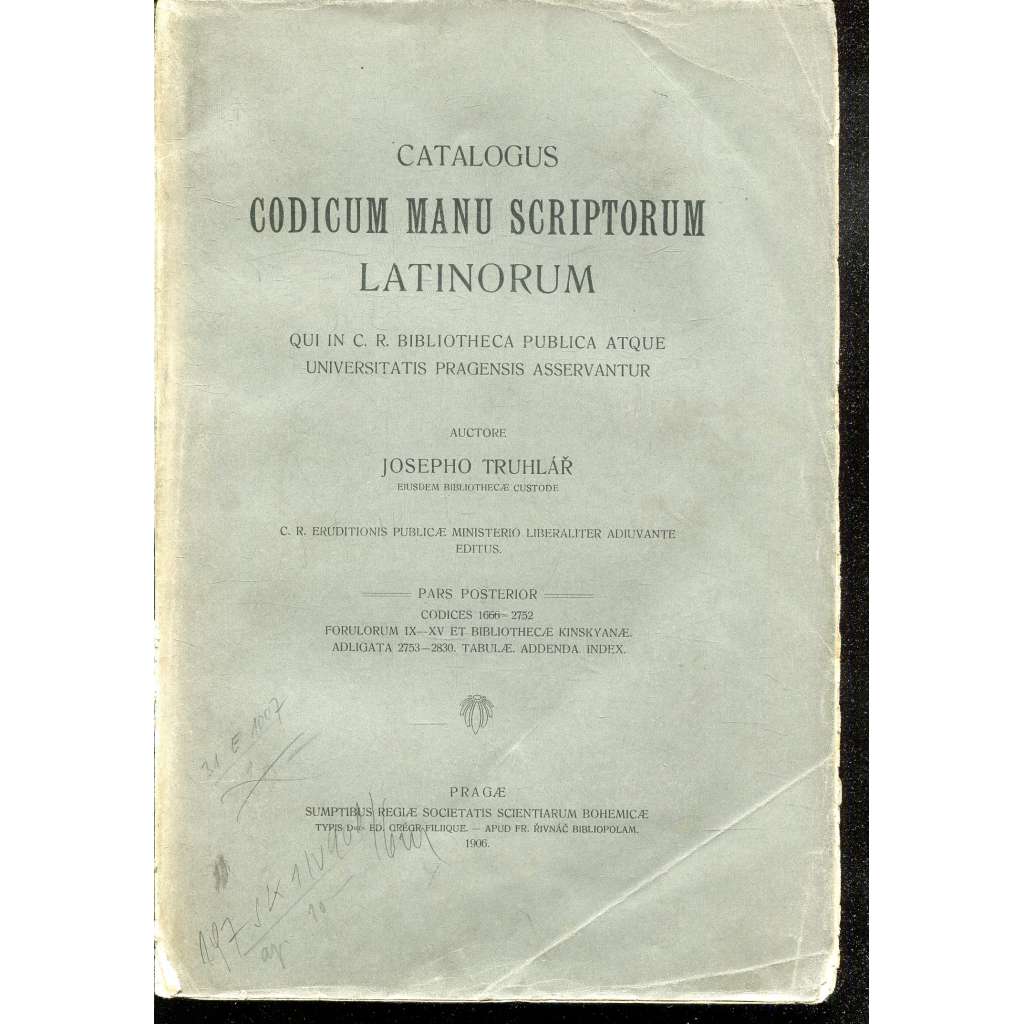 CATALOGUS
CODICUM MANU SCRIPTORUM
LATINORUM
QUI IN C. R. BIBLIOTHECA PUBLICA ATQUE
UNIVERSITATIS PRAGENSIS ASSERVANTUR
AUCTORE
JOSEPHO TRUHLÁŘ
EIUSDEM BIBLIOTHECÆ CUSTODE
C. R. ERUDITIONIS PUBLICÆ MINISTERIO LIBERALITER ADIUVANTE
EDITUS.
PARS POSTERIOR
CODICES 1666—2752
FORULORUM IX—XV ET BIBLIOTHECÆ KINSKYANÆ.
ADLIGATA 2753—2830. TABULÆ. ADDENDA. INDEX.
PRAGÆ
SUMPTIBUS REGIÆ SOCIETATIS SCIENTIARUM BOHEMICÆ
TYPIS ED. GRÉGR FILIIQUE. — APUD FR. ŘIVNÁČ BIBLIOPOLAM.
1906.